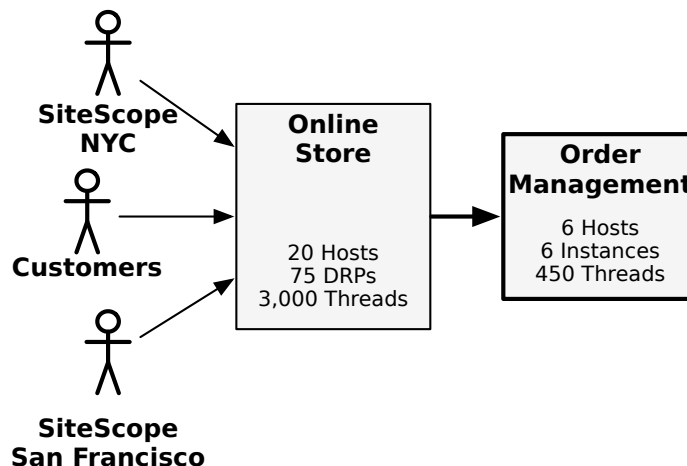 SiteScope
NYC
Customers
SiteScope
San Francisco
Online
Store
20 Hosts
75 DRPs
3,000 Threads
Order
Management
6 Hosts
6 Instances
450 Threads